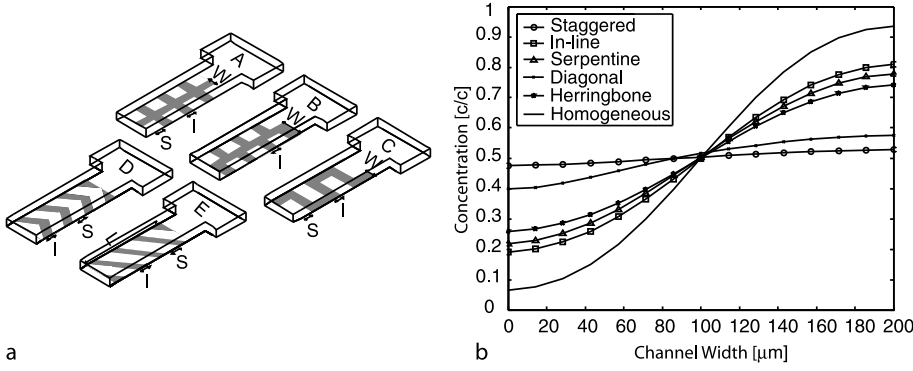 A
W
S
I
B
W
I
C
W
S
I
D
I
S
E
L
I
S
a
Concentration [c/c]
1
0.9
0.8
0.7
0.6
0.5
0.4
0.3
0.2
0.1
0
Staggered
In-line
Serpentine
Diagonal
Herringbone
Homogeneous
0 20 40 60 80 100 120 140 160 180 200
Channel Width [µm]
b